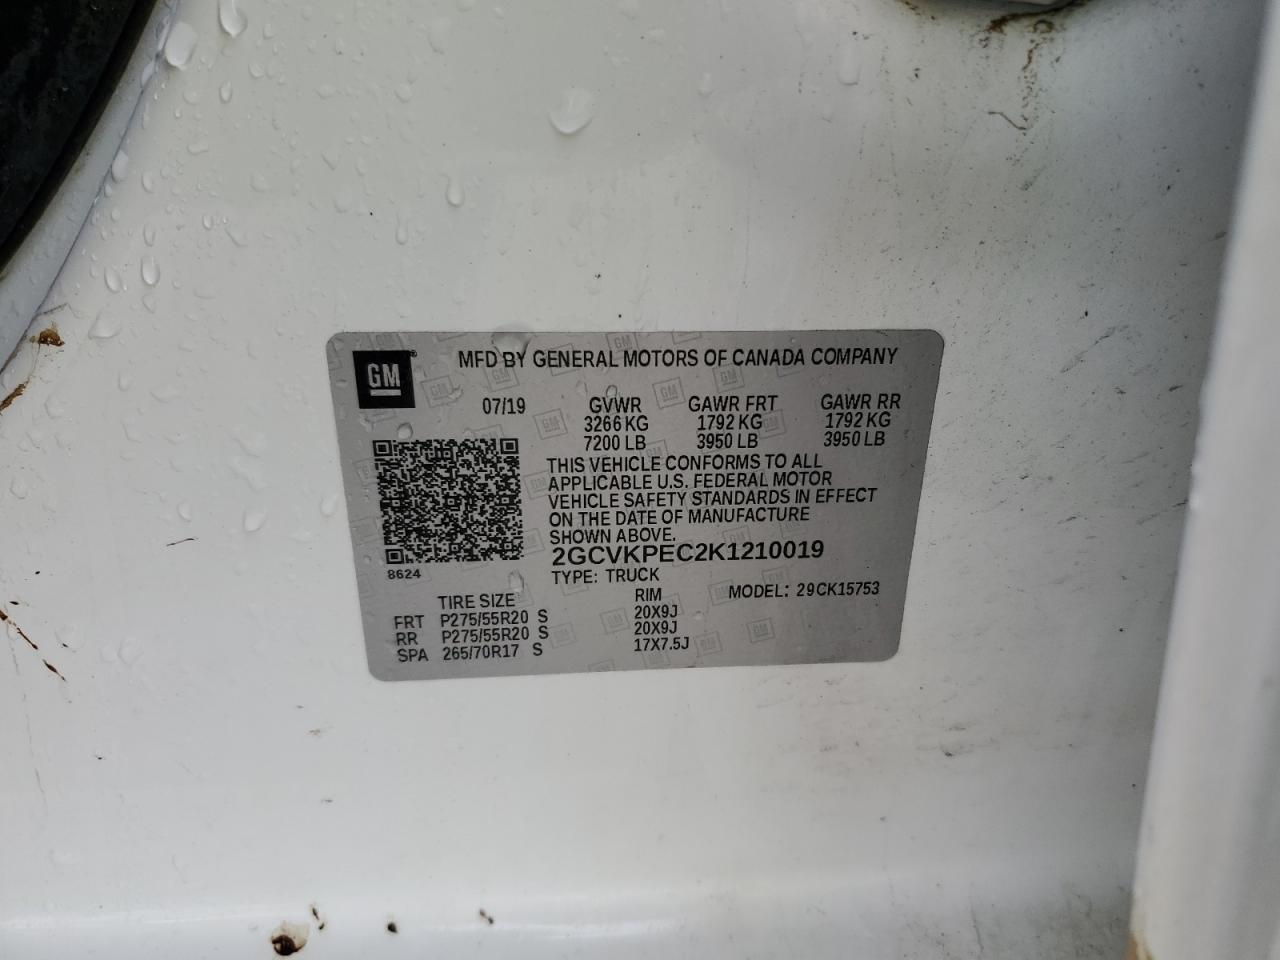 GM
MFD BY GENERAL MOTORS OF CANADA COMPANY
07/19 GVWR GAWR FRT GAWR RR
3266 KG 1792 KG 1792 KG
7200 LB 3950 LB 3950 LB
THIS VEHICLE CONFORMS TO ALL
APPLICABLE U.S. FEDERAL MOTOR
VEHICLE SAFETY STANDARDS IN EFFECT
ON THE DATE OF MANUFACTURE
SHOWN ABOVE.
2GCVKPEC2K1210019
8624
TYPE: TRUCK
TIRE SIZE RIM MODEL: 29CK15753
FRT P275/55R20 S 20X9J
RR P275/55R20 S 20X9J
SPA 265/70R17 S 17X7.5J